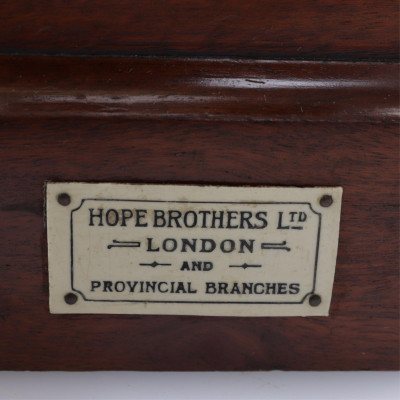 HOPE BROTHERS LTD
LONDON
AND
PROVINCIAL BRANCHES